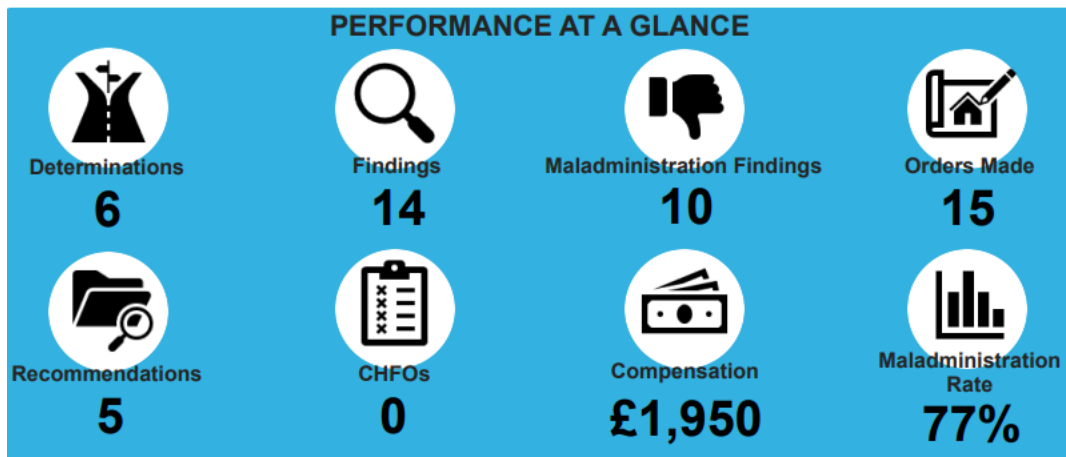 PERFORMANCE AT A GLANCE
Determinations
6
Findings
14
Maladministration Findings
10
Orders Made
15
Recommendations
5
CHFOs
0
Compensation
£1,950
Maladministration
Rate
77%